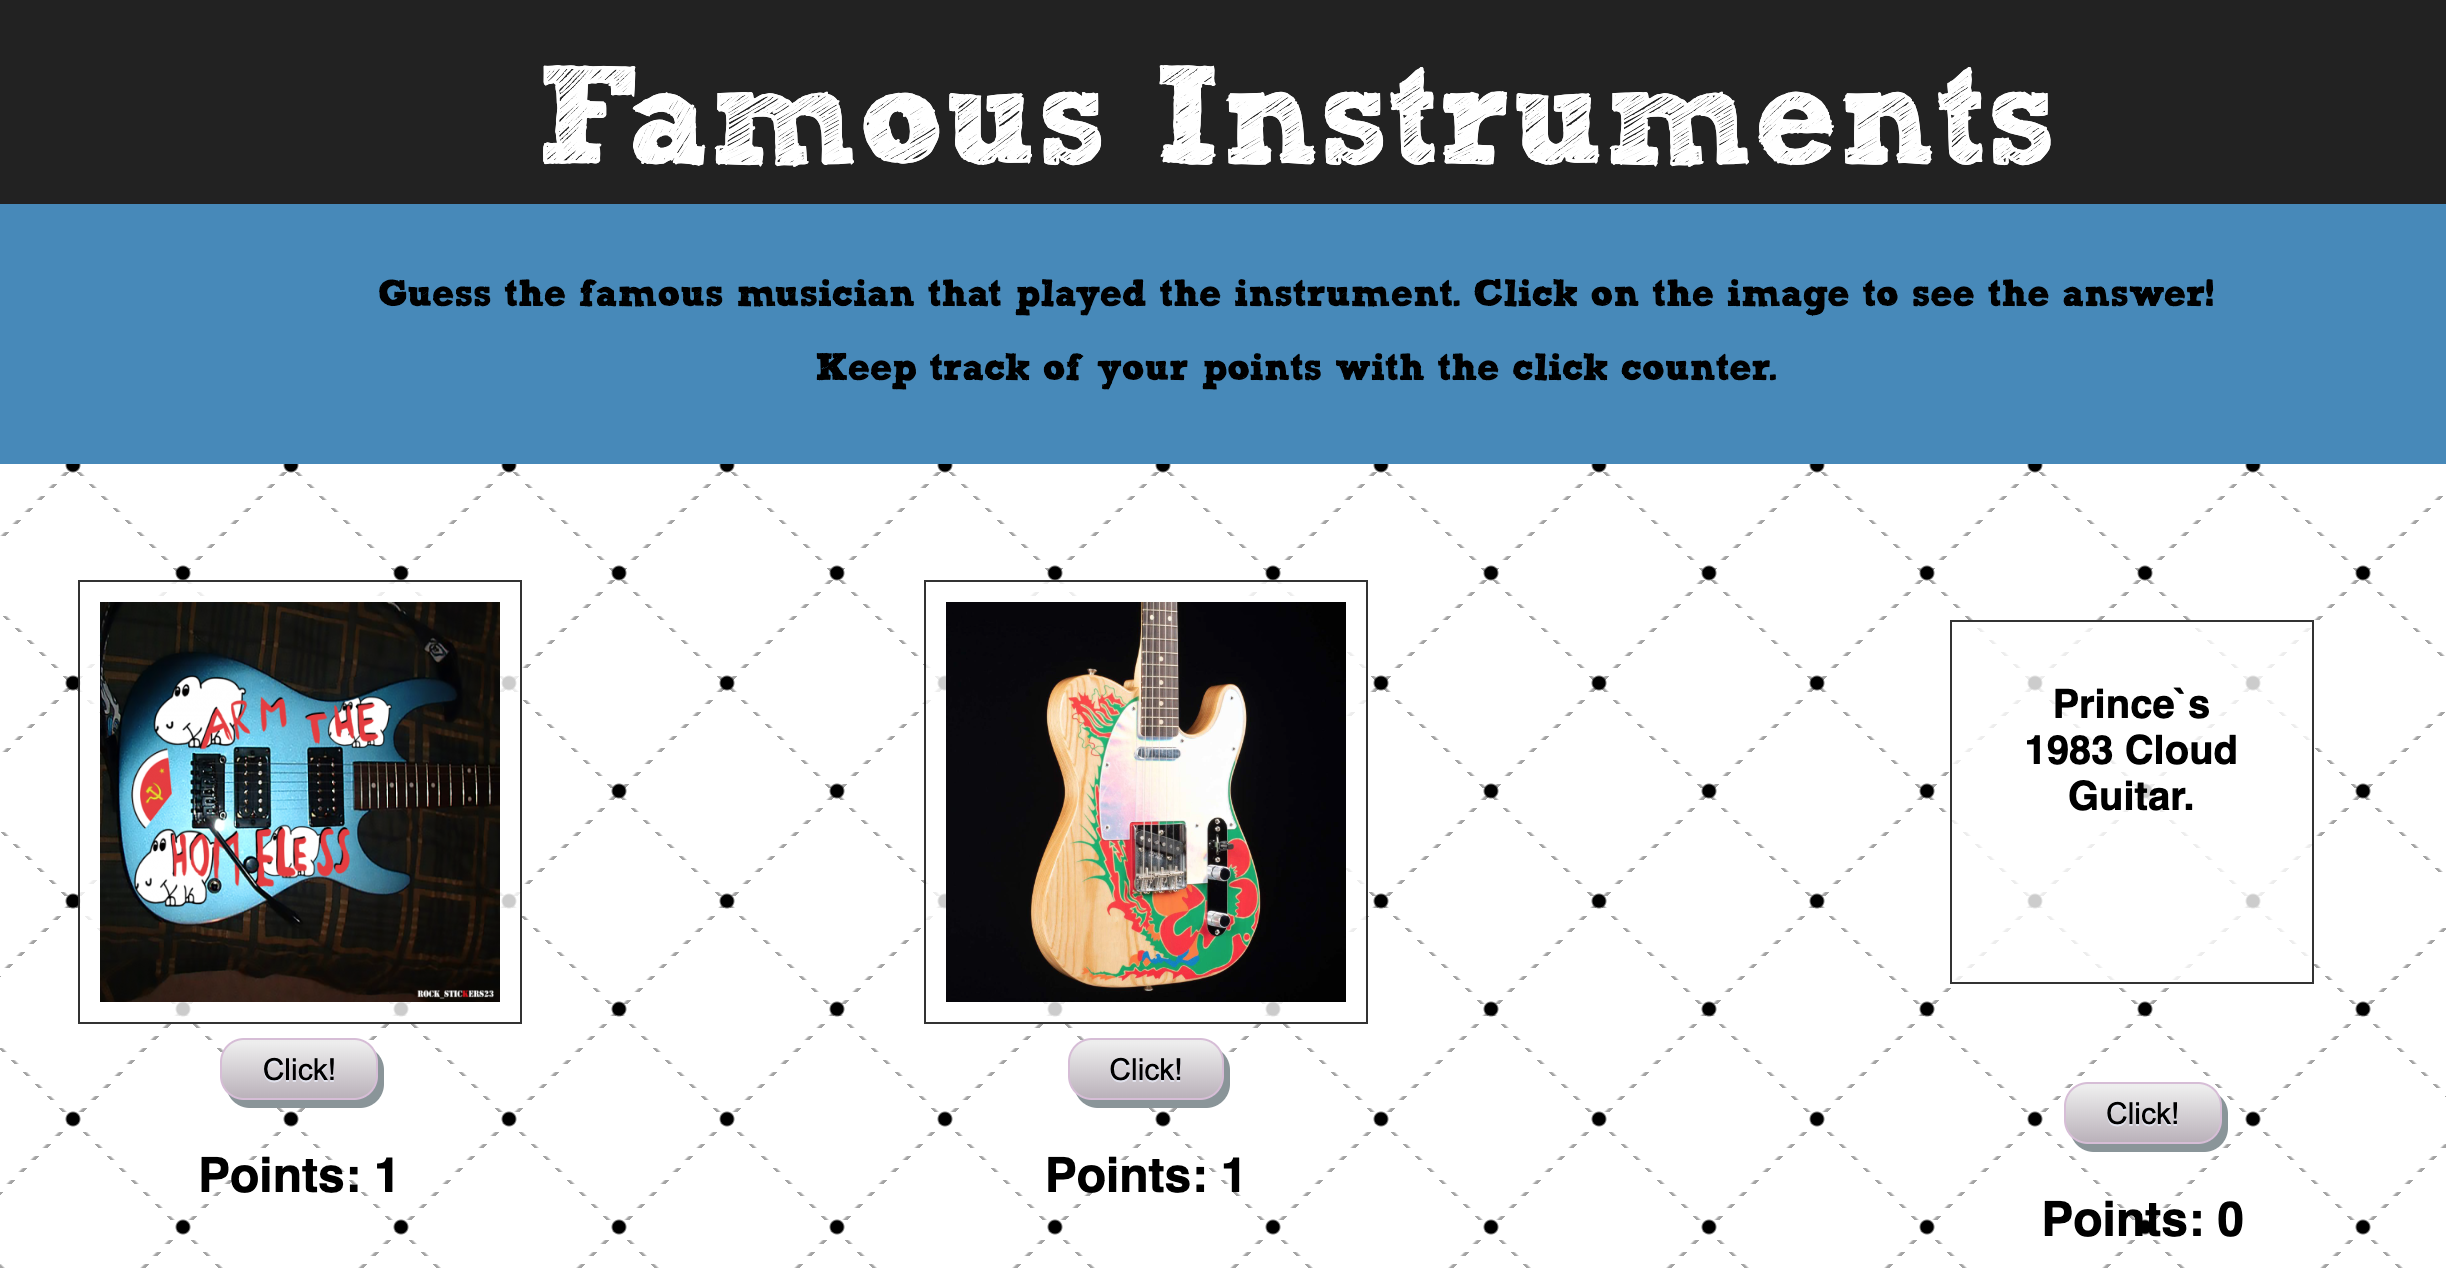 Famous Instruments
Guess the famous musician that played the instrument. Click on the image to see the answer!
Keep track of your points with the click counter.
ARM THE
HOMELESS
ROCK_STICKERS23
Click!
Points: 1
Click!
Points: 1
Prince`s
1983 Cloud
Guitar.
Click!
Points: 0